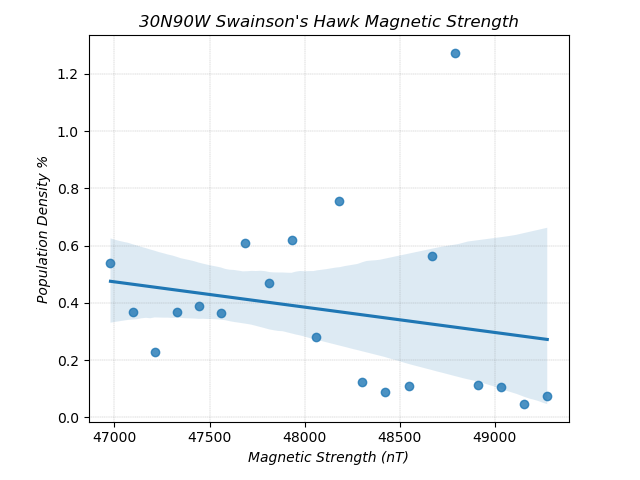 30N90W Swainson's Hawk Magnetic Strength
Population Density %
1.2
1.0
0.8
0.6
0.4
0.2
0.0
47000 47500 48000 48500 49000
Magnetic Strength (nT)